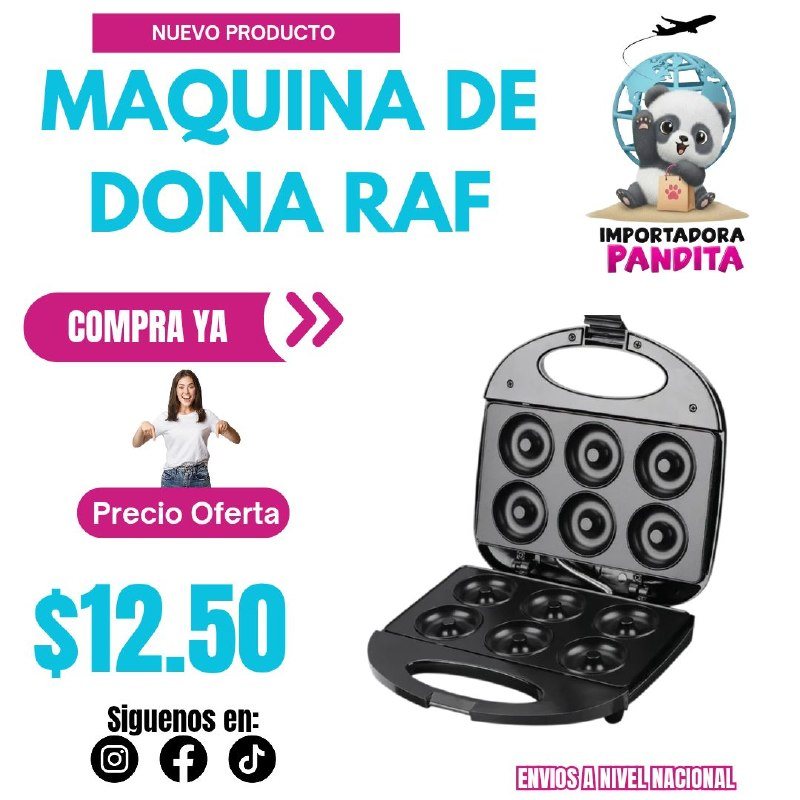 NUEVO PRODUCTO
MAQUINA DE
DONA RAF
IMPORTADORA
PANDITA
COMPRA YA
Precio Oferta
$12.50
Siguenos en:
ENVIOS A NIVEL NACIONAL